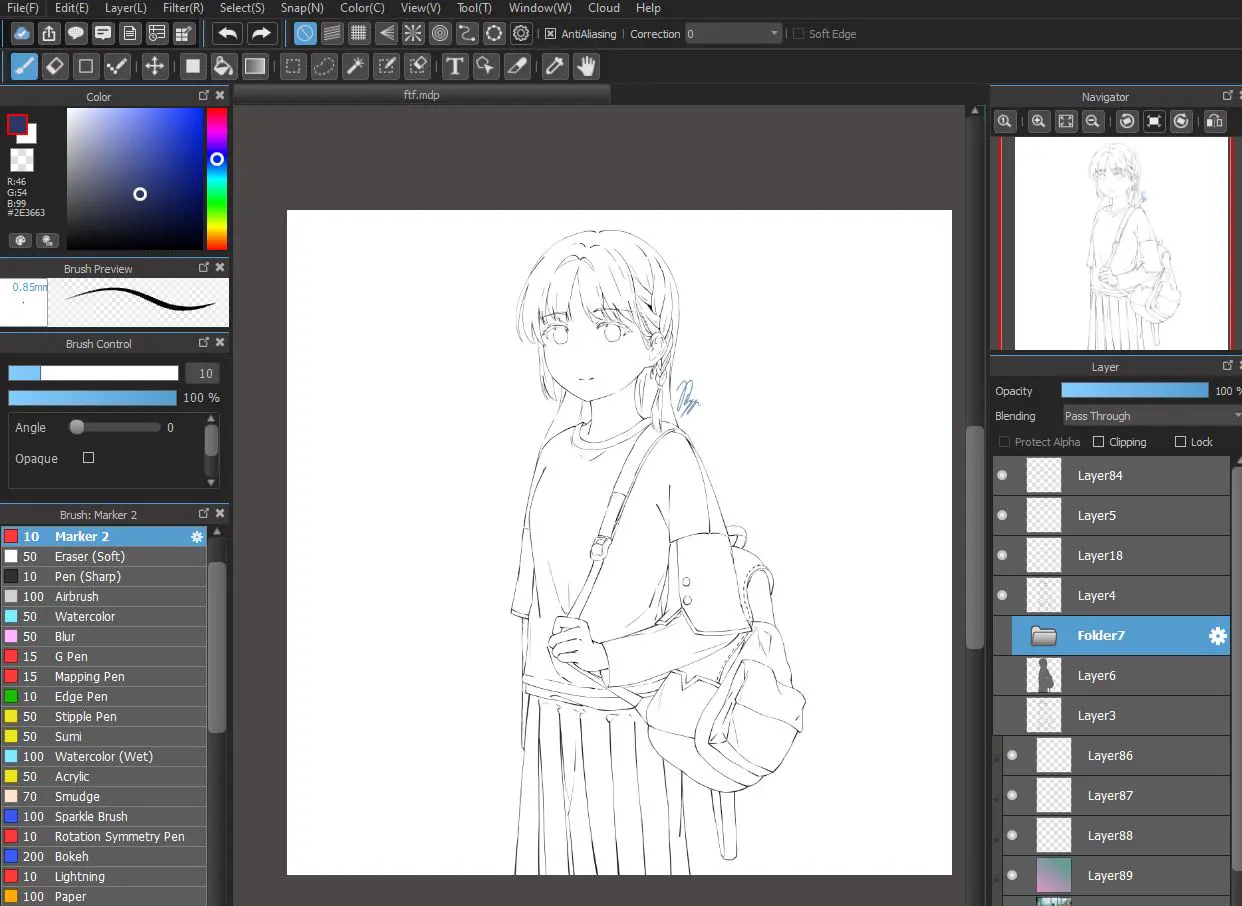 File(F) Edit(E) Layer(L) Filter(R) Select(S) Snap(N) Color(C) View(V) Tool(T) Window(W) Cloud Help
AntiAliasing Correction 0 Soft Edge
T
Color
ftf.mdp
Navigator
R:46
G:54
B:99
#2E3663
Brush Preview
0.85mm
Brush Control
10
100 %
Angle 0
Opaque
Brush: Marker 2
10 Marker 2
50 Eraser (Soft)
10 Pen (Sharp)
100 Airbrush
50 Watercolor
50 Blur
15 G Pen
15 Mapping Pen
10 Edge Pen
50 Stipple Pen
50 Sumi
100 Watercolor (Wet)
50 Acrylic
70 Smudge
100 Sparkle Brush
10 Rotation Symmetry Pen
200 Bokeh
10 Lightning
100 Paper
Layer
Opacity 100 %
Blending Pass Through
Protect Alpha Clipping Lock
Layer84
Layer5
Layer18
Layer4
Folder7
Layer6
Layer3
Layer86
Layer87
Layer88
Layer89